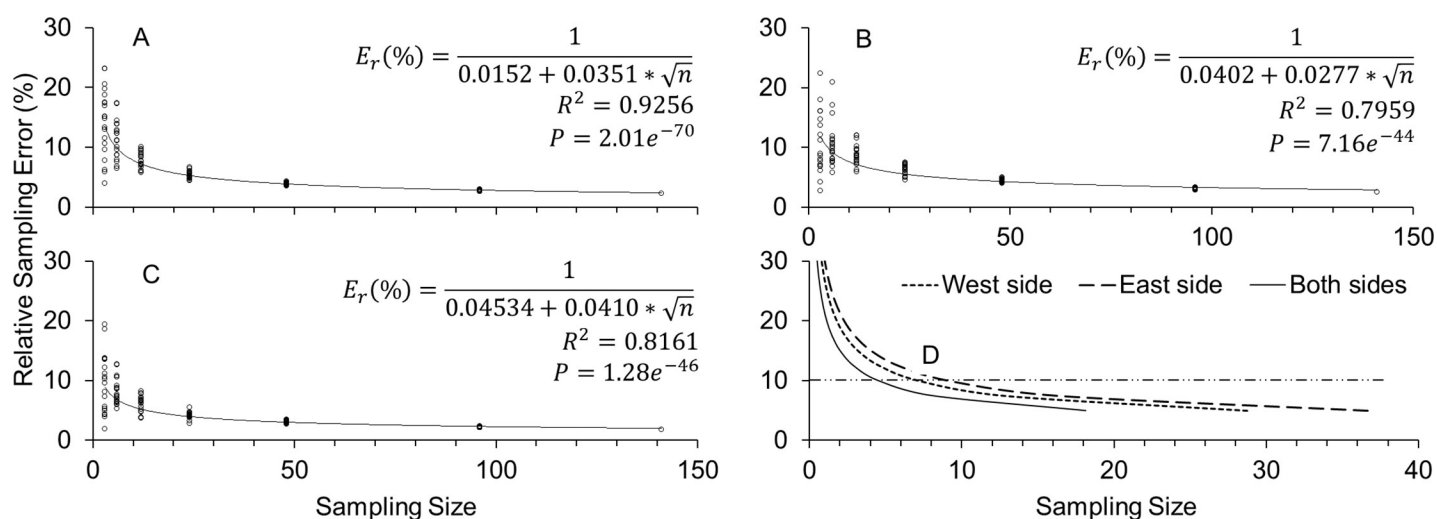 Relative Sampling Error (%)
30
20
10
0
A
E_r(%) = 1 / (0.0152 + 0.0351 * √n)
R² = 0.9256
P = 2.01e⁻⁷⁰
30
20
10
0
0 50 100 150
B
E_r(%) = 1 / (0.0402 + 0.0277 * √n)
R² = 0.7959
P = 7.16e⁻⁴⁴
30
20
10
0
0 50 100 150
Sampling Size
C
E_r(%) = 1 / (0.04534 + 0.0410 * √n)
R² = 0.8161
P = 1.28e⁻⁴⁶
30
20
10
0
0 10 20 30 40
Sampling Size
West side East side Both sides
D